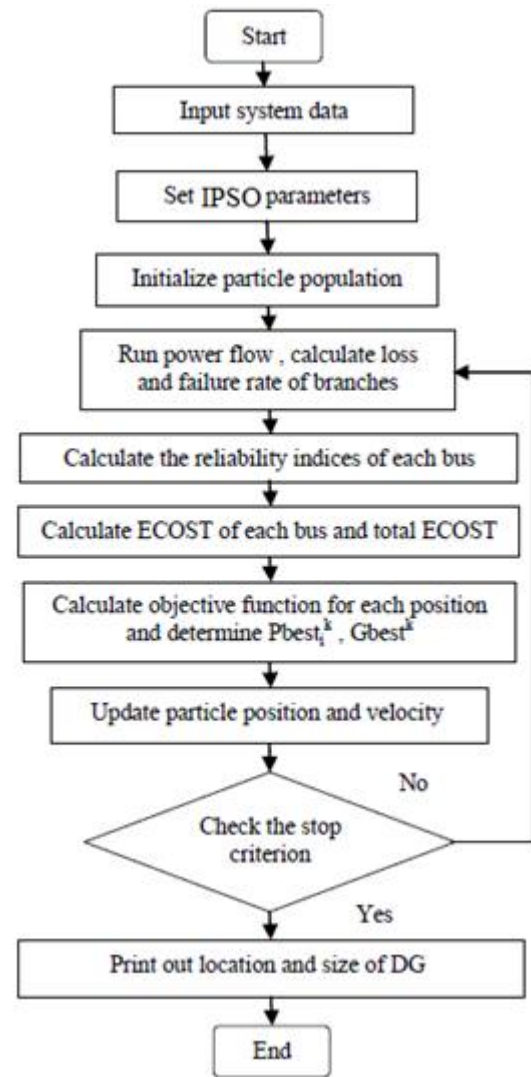 Start
Input system data
Set IPSO parameters
Initialize particle population
Run power flow , calculate loss
and failure rate of branches
Calculate the reliability indices of each bus
Calculate ECOST of each bus and total ECOST
Calculate objective function for each position
and determine Pbestᵢᵏ , Gbestᵏ
Update particle position and velocity
No
Check the stop
criterion
Yes
Print out location and size of DG
End